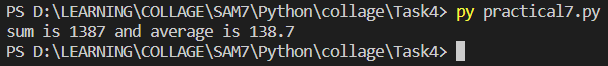 PS D:\LEARNING\COLLAGE\SAM7\Python\collage\Task4> py practical7.py
sum is 1387 and average is 138.7
PS D:\LEARNING\COLLAGE\SAM7\Python\collage\Task4>